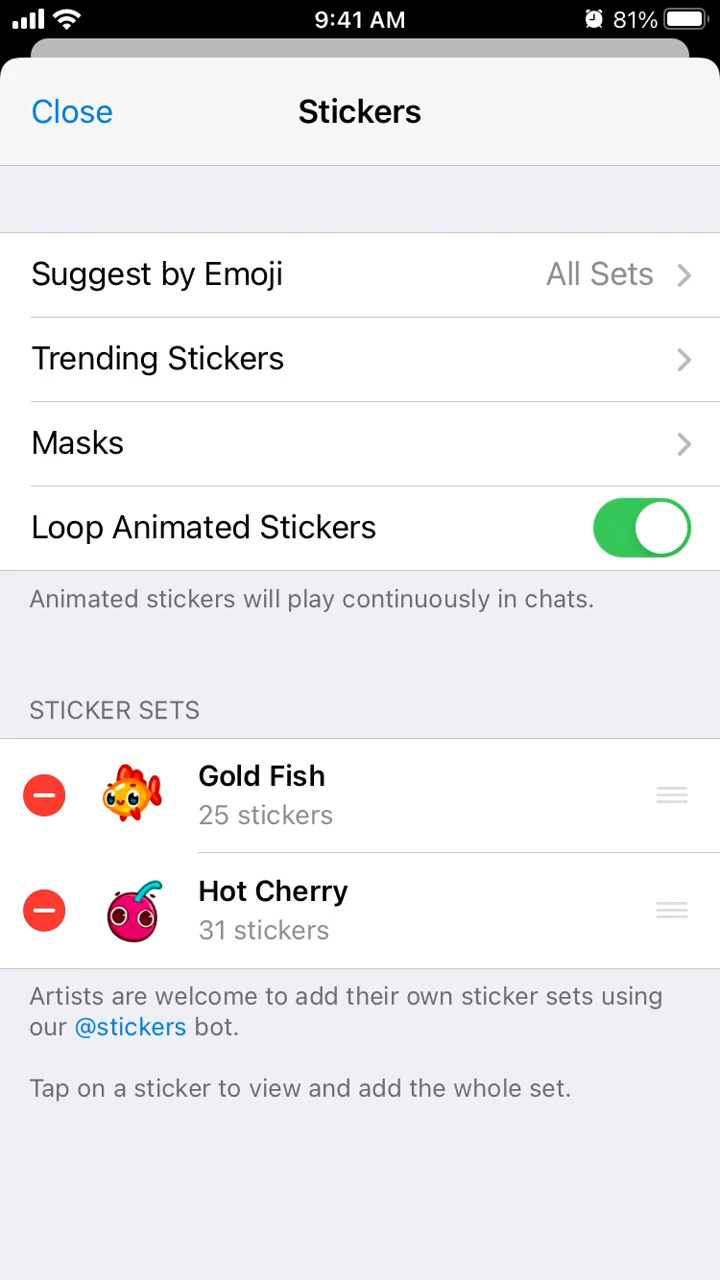 9:41 AM
81%
Close
Stickers
Suggest by Emoji
All Sets
Trending Stickers
Masks
Loop Animated Stickers
Animated stickers will play continuously in chats.
STICKER SETS
Gold Fish
25 stickers
Hot Cherry
31 stickers
Artists are welcome to add their own sticker sets using
our @stickers bot.
Tap on a sticker to view and add the whole set.